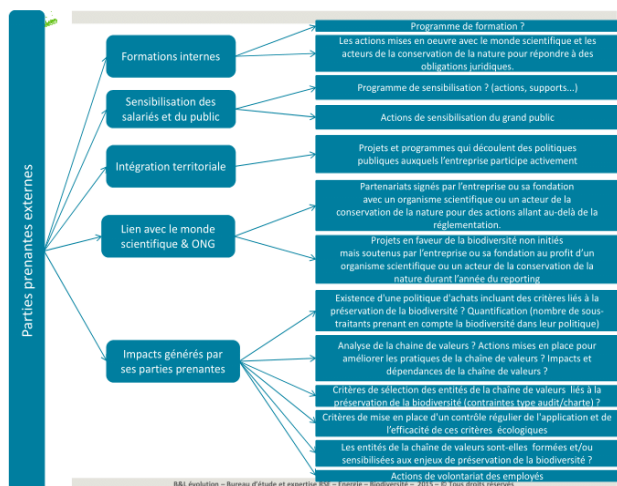 Parties prenantes externes
Formations internes
Programme de formation ?
Les actions mises en oeuvre avec le monde scientifique et les
acteurs de la conservation de la nature pour répondre à des
obligations juridiques.
Sensibilisation des
salariés et du public
Programme de sensibilisation ? (actions, supports...)
Actions de sensibilisation du grand public
Intégration territoriale
Projets et programmes qui découlent des politiques
publiques auxquels l'entreprise participe activement
Lien avec le monde
scientifique & ONG
Partenariats signés par l'entreprise ou sa fondation
avec un organisme scientifique ou un acteur de la
conservation de la nature pour des actions allant au-delà de la
réglementation.
Projets en faveur de la biodiversité non initiés
mais soutenus par l'entreprise ou sa fondation au profit d'un
organisme scientifique ou un acteur de la conservation de la
nature durant l'année du reporting
Impacts générés par
ses parties prenantes
Existence d'une politique d'achats incluant des critères liés à la
préservation de la biodiversité ? Quantification (nombre de sous-
traitants prenant en compte la biodiversité dans leur politique)
Analyse de la chaine de valeurs ? Actions mises en place pour
améliorer les pratiques de la chaîne de valeurs ? Impacts et
dépendances de la chaîne de valeurs ?
Critères de sélection des entités de la chaîne de valeurs liés à la
préservation de la biodiversité (contraintes type audit/charte) ?
Critères de mise en place d'un contrôle régulier de l'application et de
l'efficacité de ces critères écologiques
Les entités de la chaîne de valeurs sont-elles formées et/ou
sensibilisées aux enjeux de préservation de la biodiversité ?
Actions de volontariat des employés
B&L évolution – Bureau d'étude et expertise RSE – Energie – Biodiversité – 2015 – © Tous droits réservés